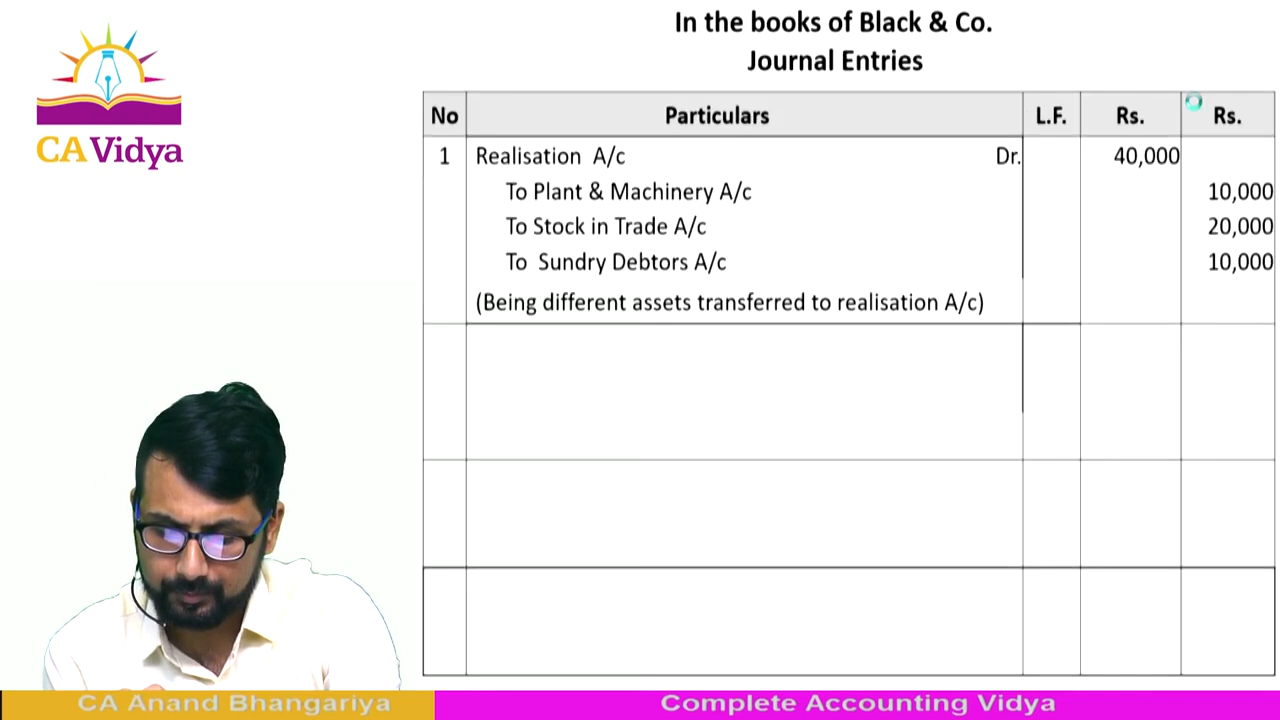 In the books of Black & Co.
Journal Entries
CA Vidya
No Particulars L.F. Rs. Rs.
1 Realisation A/c Dr. 40,000
To Plant & Machinery A/c 10,000
To Stock in Trade A/c 20,000
To Sundry Debtors A/c 10,000
(Being different assets transferred to realisation A/c)
CA Anand Bhangariya Complete Accounting Vidya